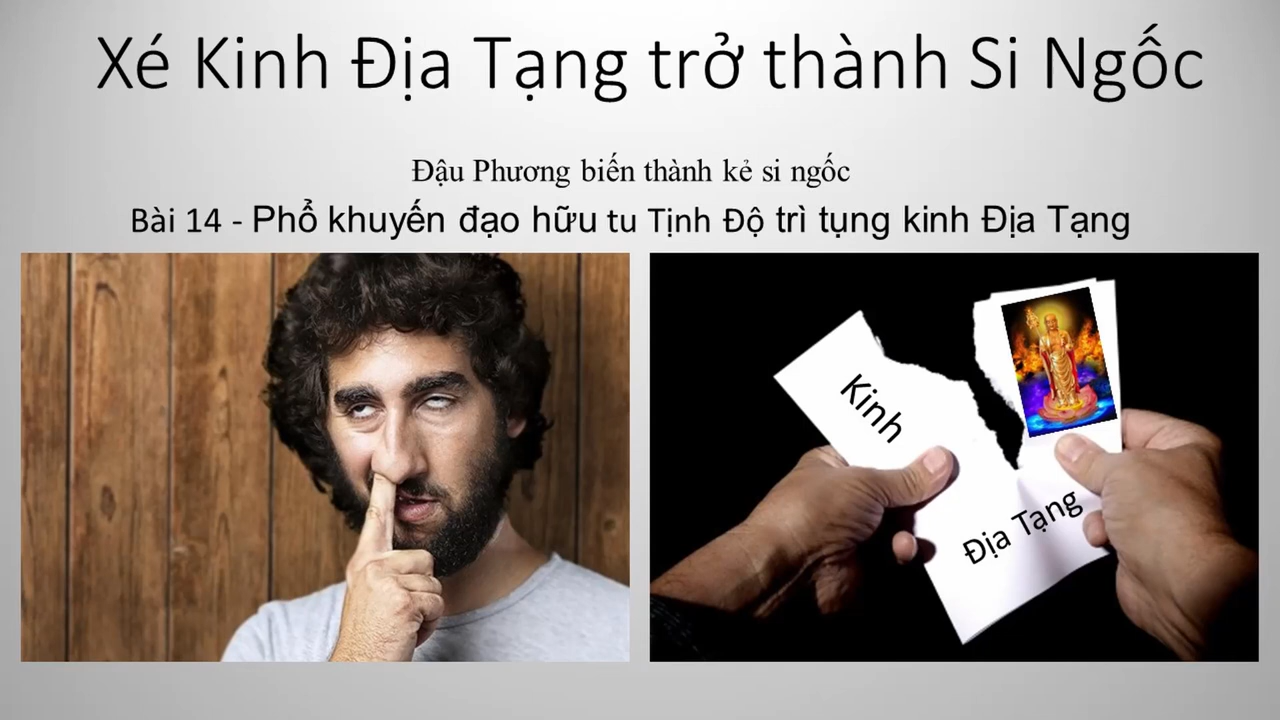 Xé Kinh Địa Tạng trở thành Si Ngốc
Đậu Phương biến thành kẻ si ngốc
Bài 14 - Phổ khuyến đạo hữu tu Tịnh Độ trì tụng kinh Địa Tạng
Kinh
Địa Tạng